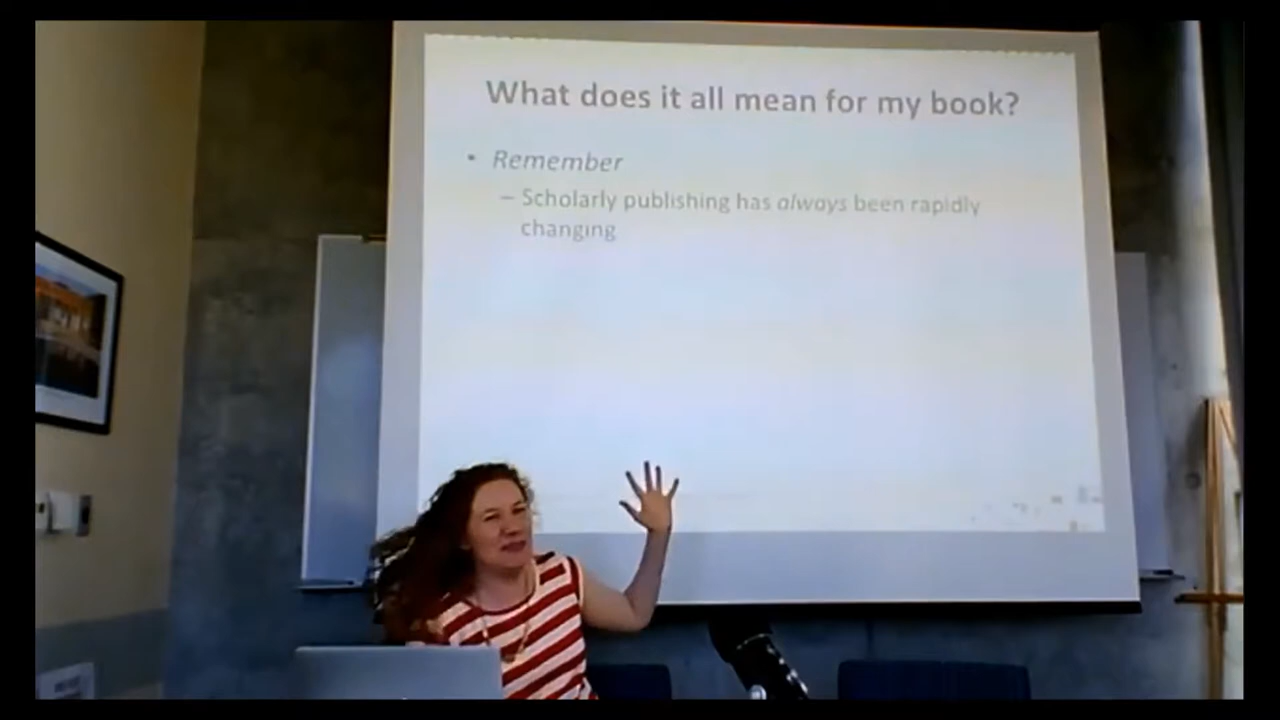 What does it all mean for my book?
• Remember
– Scholarly publishing has always been rapidly
changing